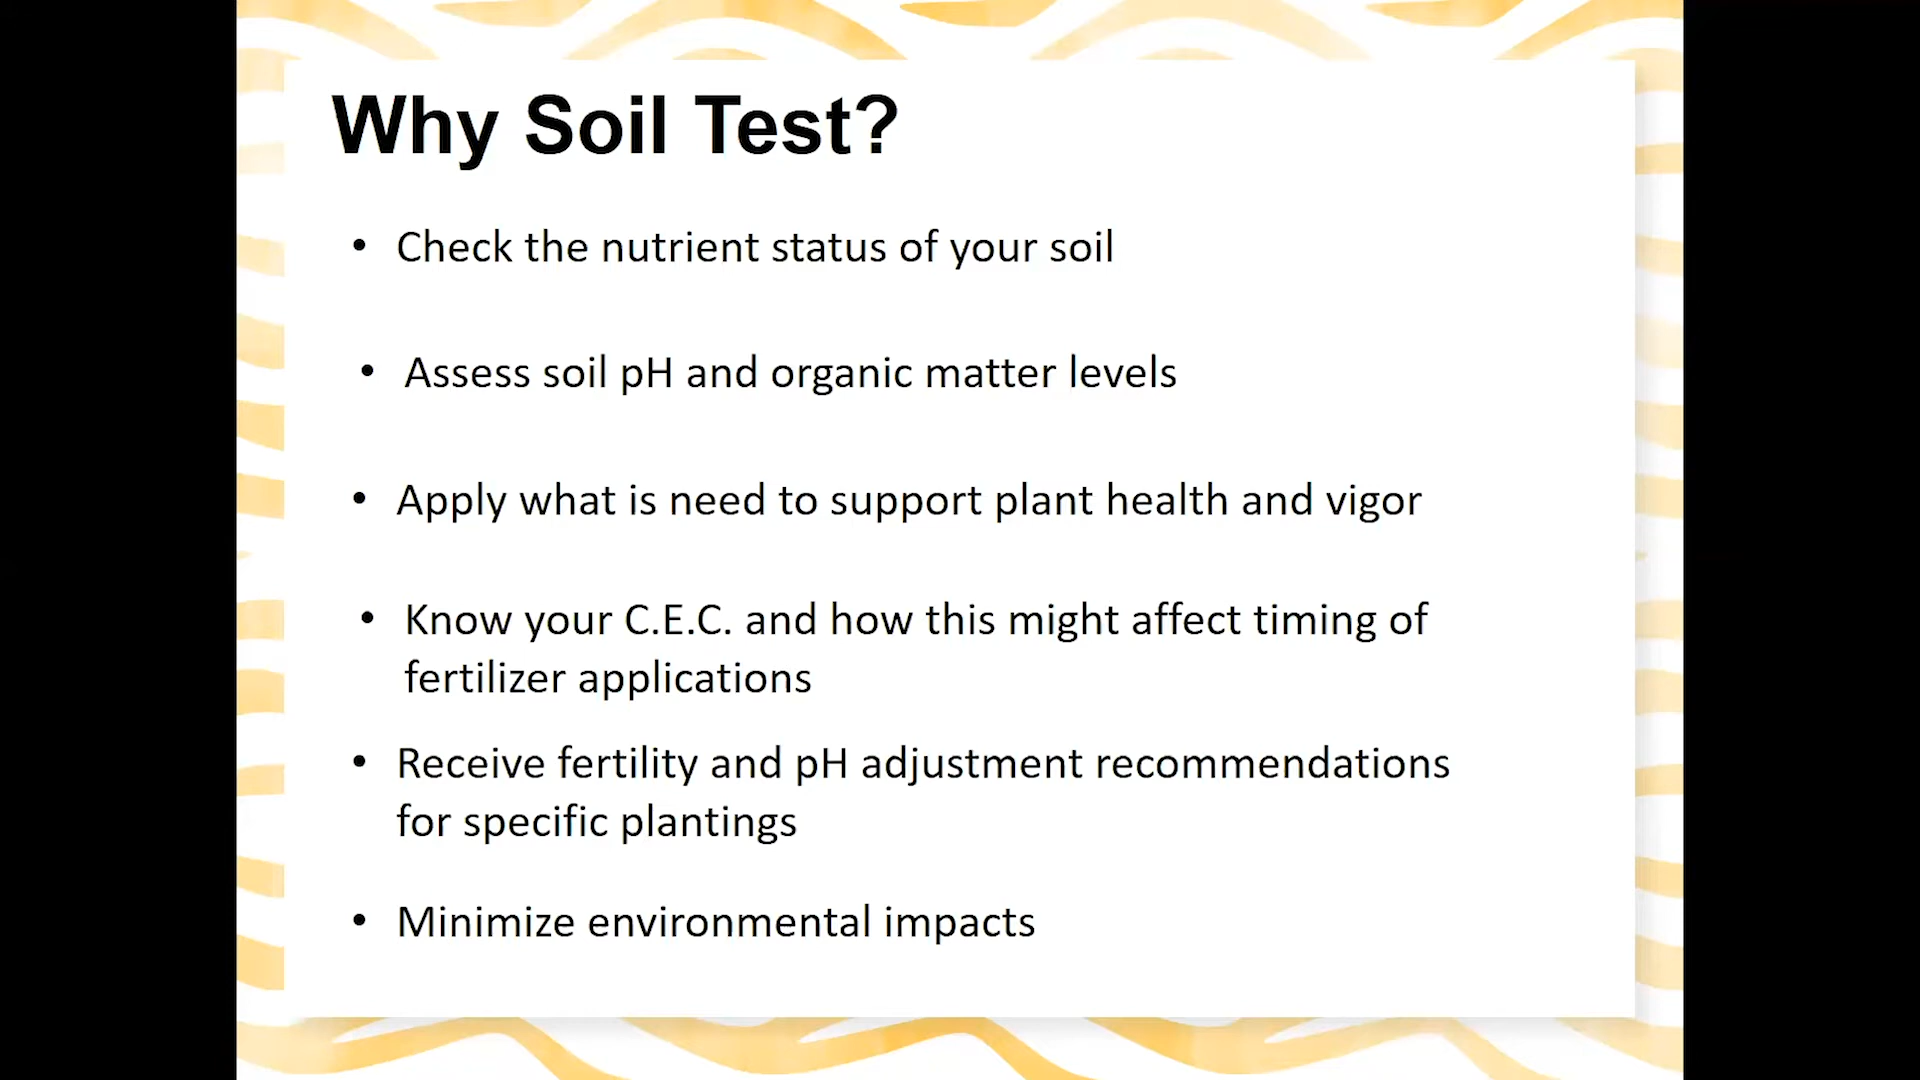 Why Soil Test?
• Check the nutrient status of your soil
• Assess soil pH and organic matter levels
• Apply what is need to support plant health and vigor
• Know your C.E.C. and how this might affect timing of
fertilizer applications
• Receive fertility and pH adjustment recommendations
for specific plantings
• Minimize environmental impacts